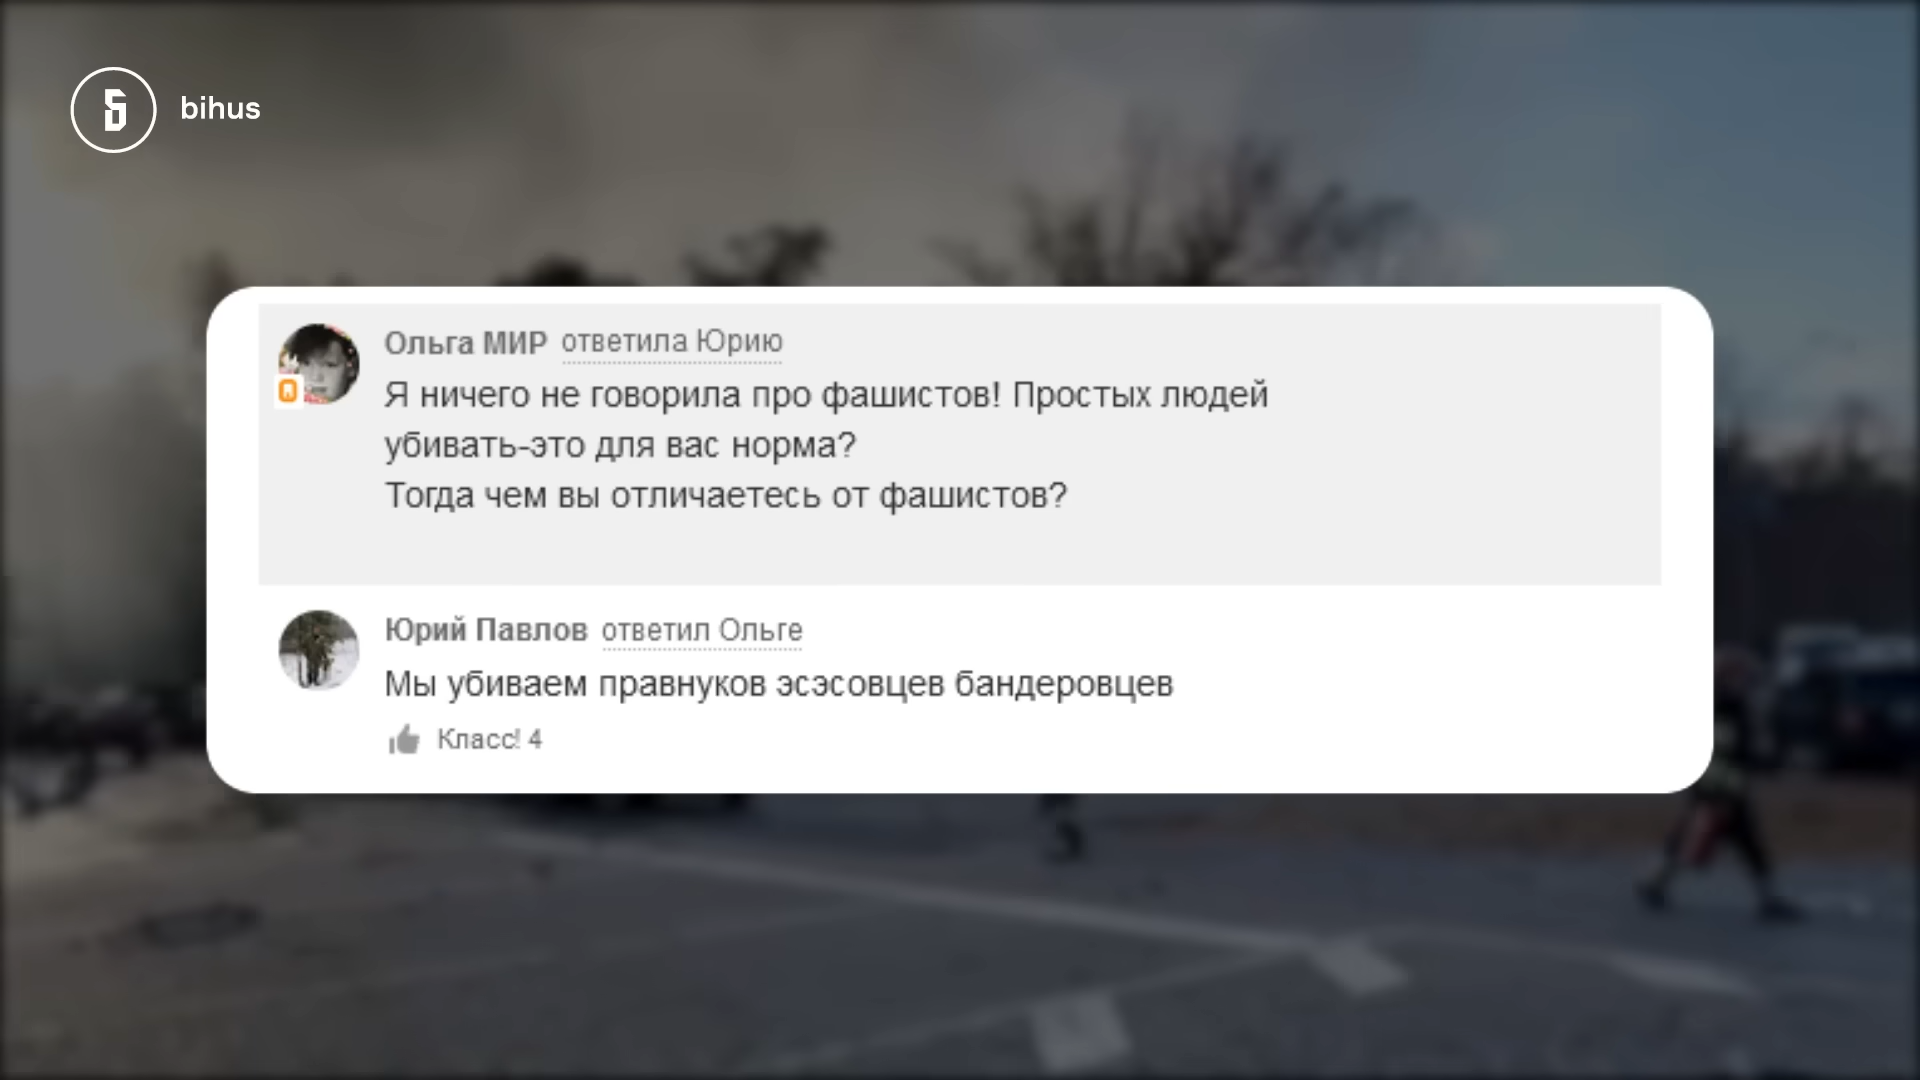 bihus
Ольга МИР ответила Юрию
Я ничего не говорила про фашистов! Простых людей
убивать-это для вас норма?
Тогда чем вы отличаетесь от фашистов?
Юрий Павлов ответил Ольге
Мы убиваем правнуков эсэсовцев бандеровцев
Класс! 4